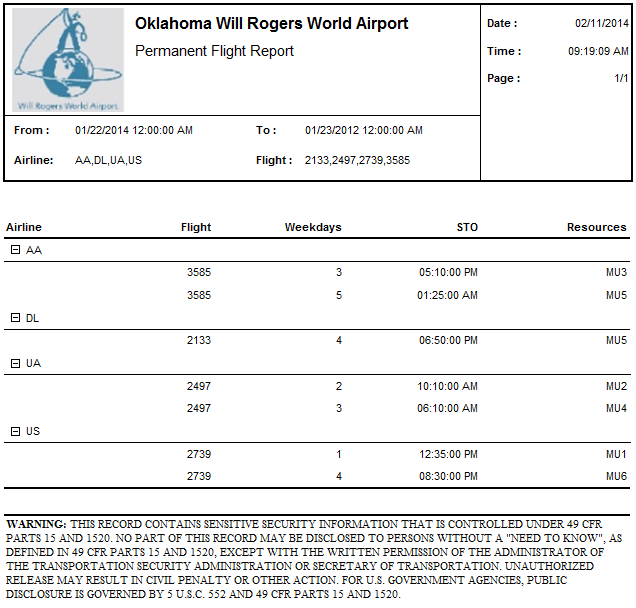 Oklahoma Will Rogers World Airport
Permanent Flight Report
Will Rogers World Airport
Date : 02/11/2014
Time : 09:19:09 AM
Page : 1/1
From : 01/22/2014 12:00:00 AM To : 01/23/2012 12:00:00 AM
Airline: AA,DL,UA,US Flight : 2133,2497,2739,3585
Airline Flight Weekdays STO Resources
AA
3585 3 05:10:00 PM MU3
3585 5 01:25:00 AM MU5
DL
2133 4 06:50:00 PM MU5
UA
2497 2 10:10:00 AM MU2
2497 3 06:10:00 AM MU4
US
2739 1 12:35:00 PM MU1
2739 4 08:30:00 PM MU6
WARNING: THIS RECORD CONTAINS SENSITIVE SECURITY INFORMATION THAT IS CONTROLLED UNDER 49 CFR
PARTS 15 AND 1520. NO PART OF THIS RECORD MAY BE DISCLOSED TO PERSONS WITHOUT A "NEED TO KNOW", AS
DEFINED IN 49 CFR PARTS 15 AND 1520, EXCEPT WITH THE WRITTEN PERMISSION OF THE ADMINISTRATOR OF
THE TRANSPORTATION SECURITY ADMINISTRATION OR SECRETARY OF TRANSPORTATION. UNAUTHORIZED
RELEASE MAY RESULT IN CIVIL PENALTY OR OTHER ACTION. FOR U.S. GOVERNMENT AGENCIES, PUBLIC
DISCLOSURE IS GOVERNED BY 5 U.S.C. 552 AND 49 CFR PARTS 15 AND 1520.